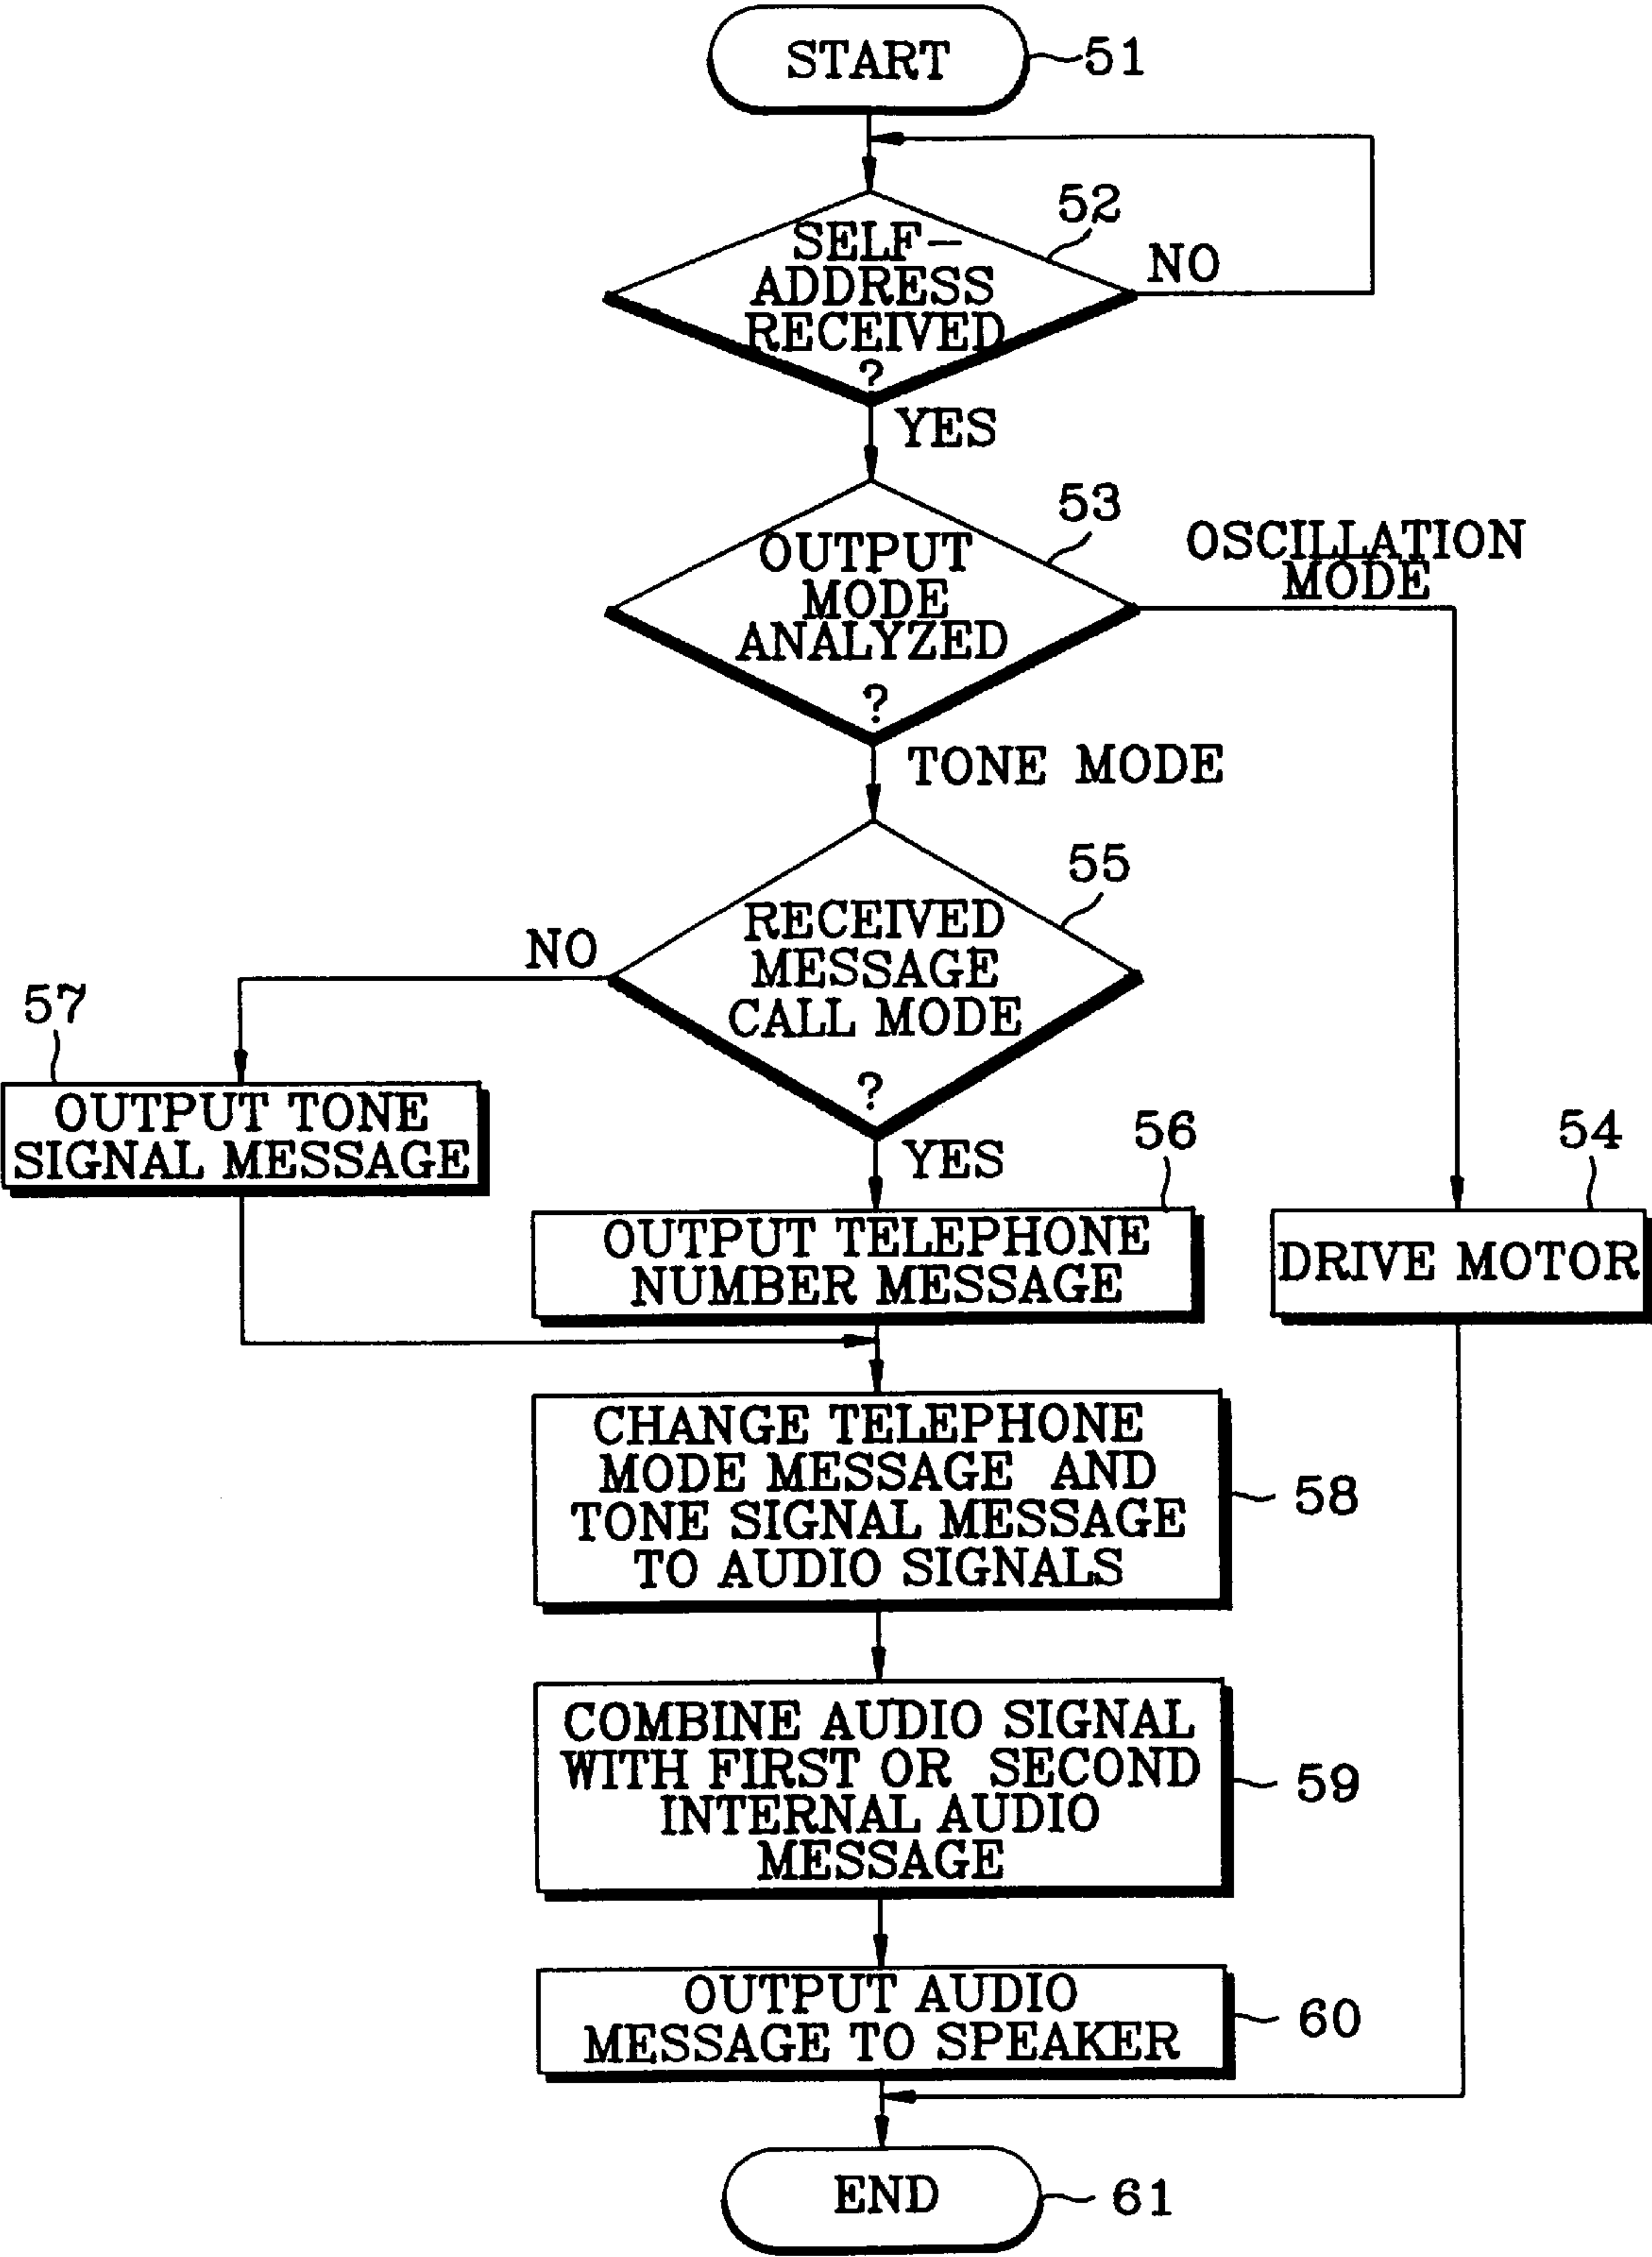 START
51
52
SELF-
ADDRESS
RECEIVED
?
NO
YES
53
OUTPUT
MODE
ANALYZED
?
OSCILLATION
MODE
TONE MODE
55
RECEIVED
MESSAGE
CALL MODE
?
NO
57
OUTPUT TONE
SIGNAL MESSAGE
YES
56
OUTPUT TELEPHONE
NUMBER MESSAGE
54
DRIVE MOTOR
CHANGE TELEPHONE
MODE MESSAGE AND
TONE SIGNAL MESSAGE
TO AUDIO SIGNALS
58
COMBINE AUDIO SIGNAL
WITH FIRST OR SECOND
INTERNAL AUDIO
MESSAGE
59
OUTPUT AUDIO
MESSAGE TO SPEAKER
60
END
61